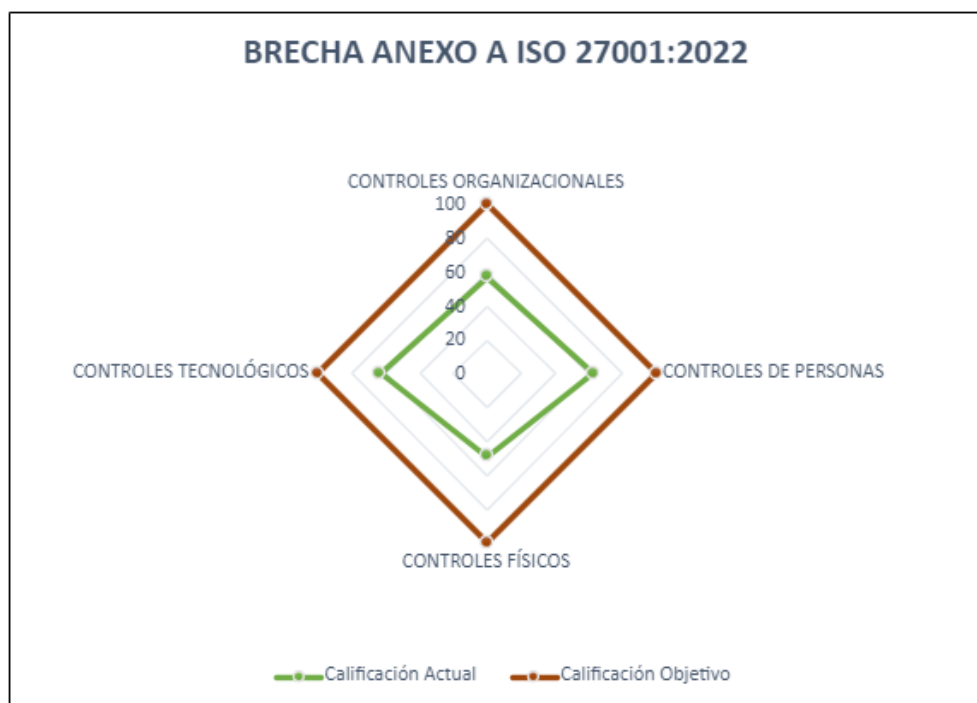 BRECHA ANEXO A ISO 27001:2022
CONTROLES ORGANIZACIONALES
100
80
60
40
20
0
CONTROLES TECNOLÓGICOS
CONTROLES DE PERSONAS
CONTROLES FÍSICOS
Calificación Actual
Calificación Objetivo